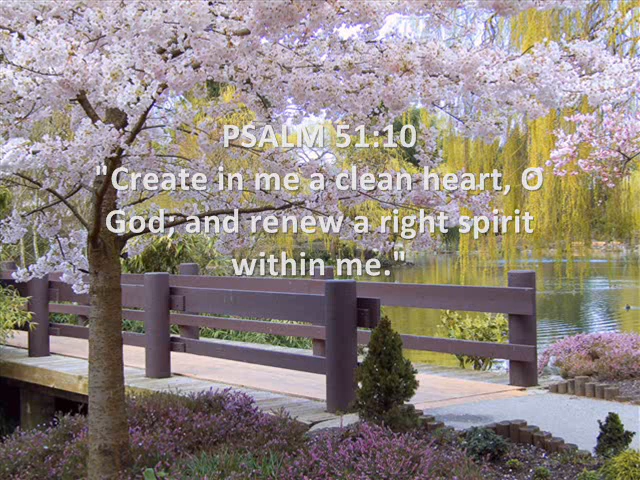 PSALM 51:10
"Create in me a clean heart, O
God; and renew a right spirit
within me."